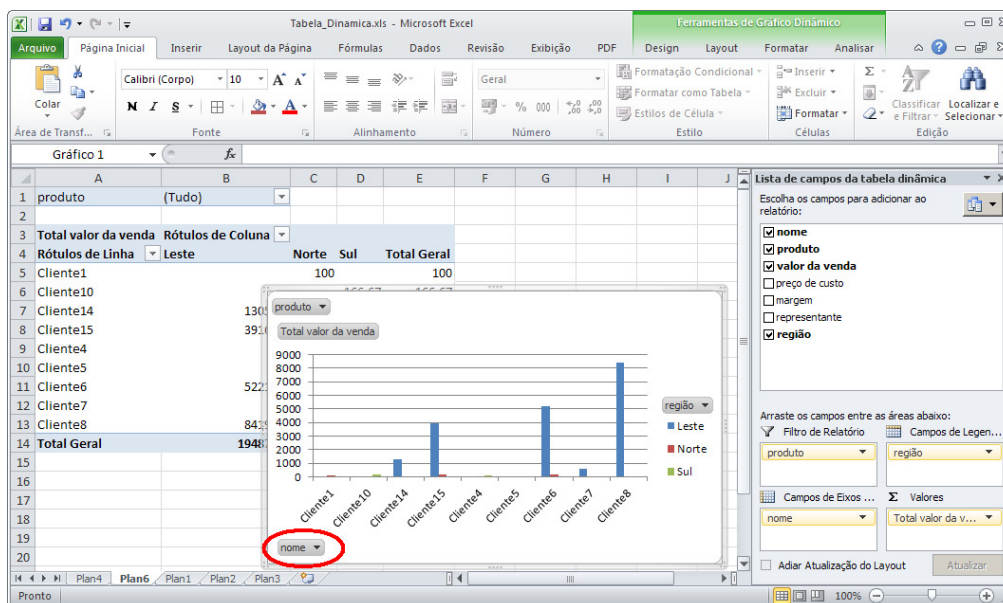 Tabela_Dinamica.xls - Microsoft Excel
Ferramentas de Gráfico Dinâmico
Arquivo Página Inicial Inserir Layout da Página Fórmulas Dados Revisão Exibição PDF Design Layout Formatar Analisar
Colar
Calibri (Corpo) 10
N I S
Geral
% 000
Formatação Condicional
Formatar como Tabela
Estilos de Célula
Inserir
Excluir
Formatar
Classificar e Filtrar
Localizar e Selecionar
Área de Transf... Fonte Alinhamento Número Estilo Células Edição
Gráfico 1 fx
A B C D E F G H I J
1 produto (Tudo)
2
3 Total valor da venda Rótulos de Coluna
4 Rótulos de Linha Leste Norte Sul Total Geral
5 Cliente1 100 100
6 Cliente10 166,67 166,67
7 Cliente14 1305
8 Cliente15 391
9 Cliente4
10 Cliente5
11 Cliente6 522
12 Cliente7
13 Cliente8 841
14 Total Geral 1948
15
16
17
18
19
20
produto
Total valor da venda
9000
8000
7000
6000
5000
4000
3000
2000
1000
0
Cliente1 Cliente10 Cliente14 Cliente15 Cliente4 Cliente5 Cliente6 Cliente7 Cliente8
região
Leste
Norte
Sul
nome
Lista de campos da tabela dinâmica
Escolha os campos para adicionar ao
relatório:
nome
produto
valor da venda
preço de custo
margem
representante
região
Arraste os campos entre as áreas abaixo:
Filtro de Relatório Campos de Legen...
produto região
Campos de Eixos ... Σ Valores
nome Total valor da v...
Adiar Atualização do Layout Atualizar
Plan4 Plan6 Plan1 Plan2 Plan3
Pronto 100%